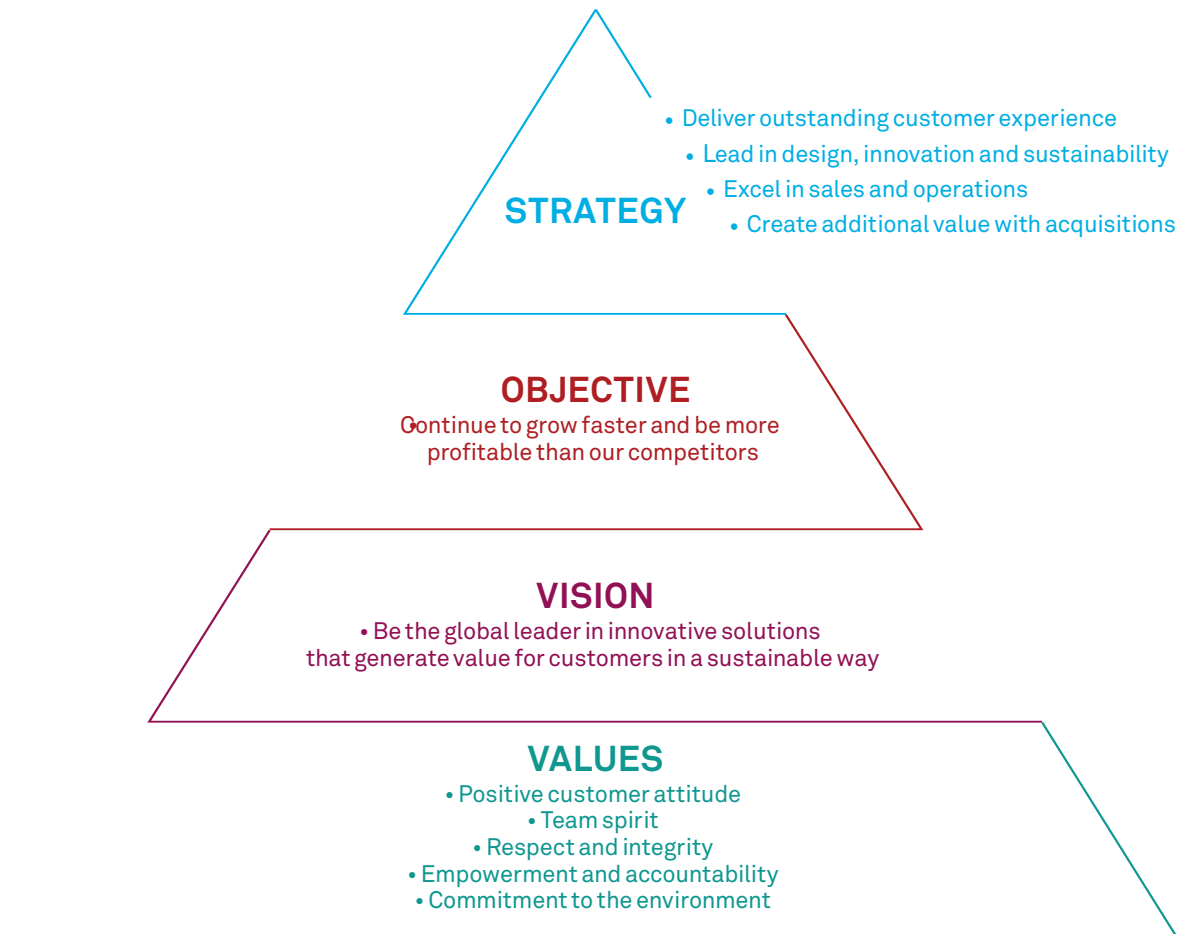 • Deliver outstanding customer experience
• Lead in design, innovation and sustainability
• Excel in sales and operations
STRATEGY
• Create additional value with acquisitions
OBJECTIVE
• Continue to grow faster and be more
profitable than our competitors
VISION
• Be the global leader in innovative solutions
that generate value for customers in a sustainable way
VALUES
• Positive customer attitude
• Team spirit
• Respect and integrity
• Empowerment and accountability
• Commitment to the environment